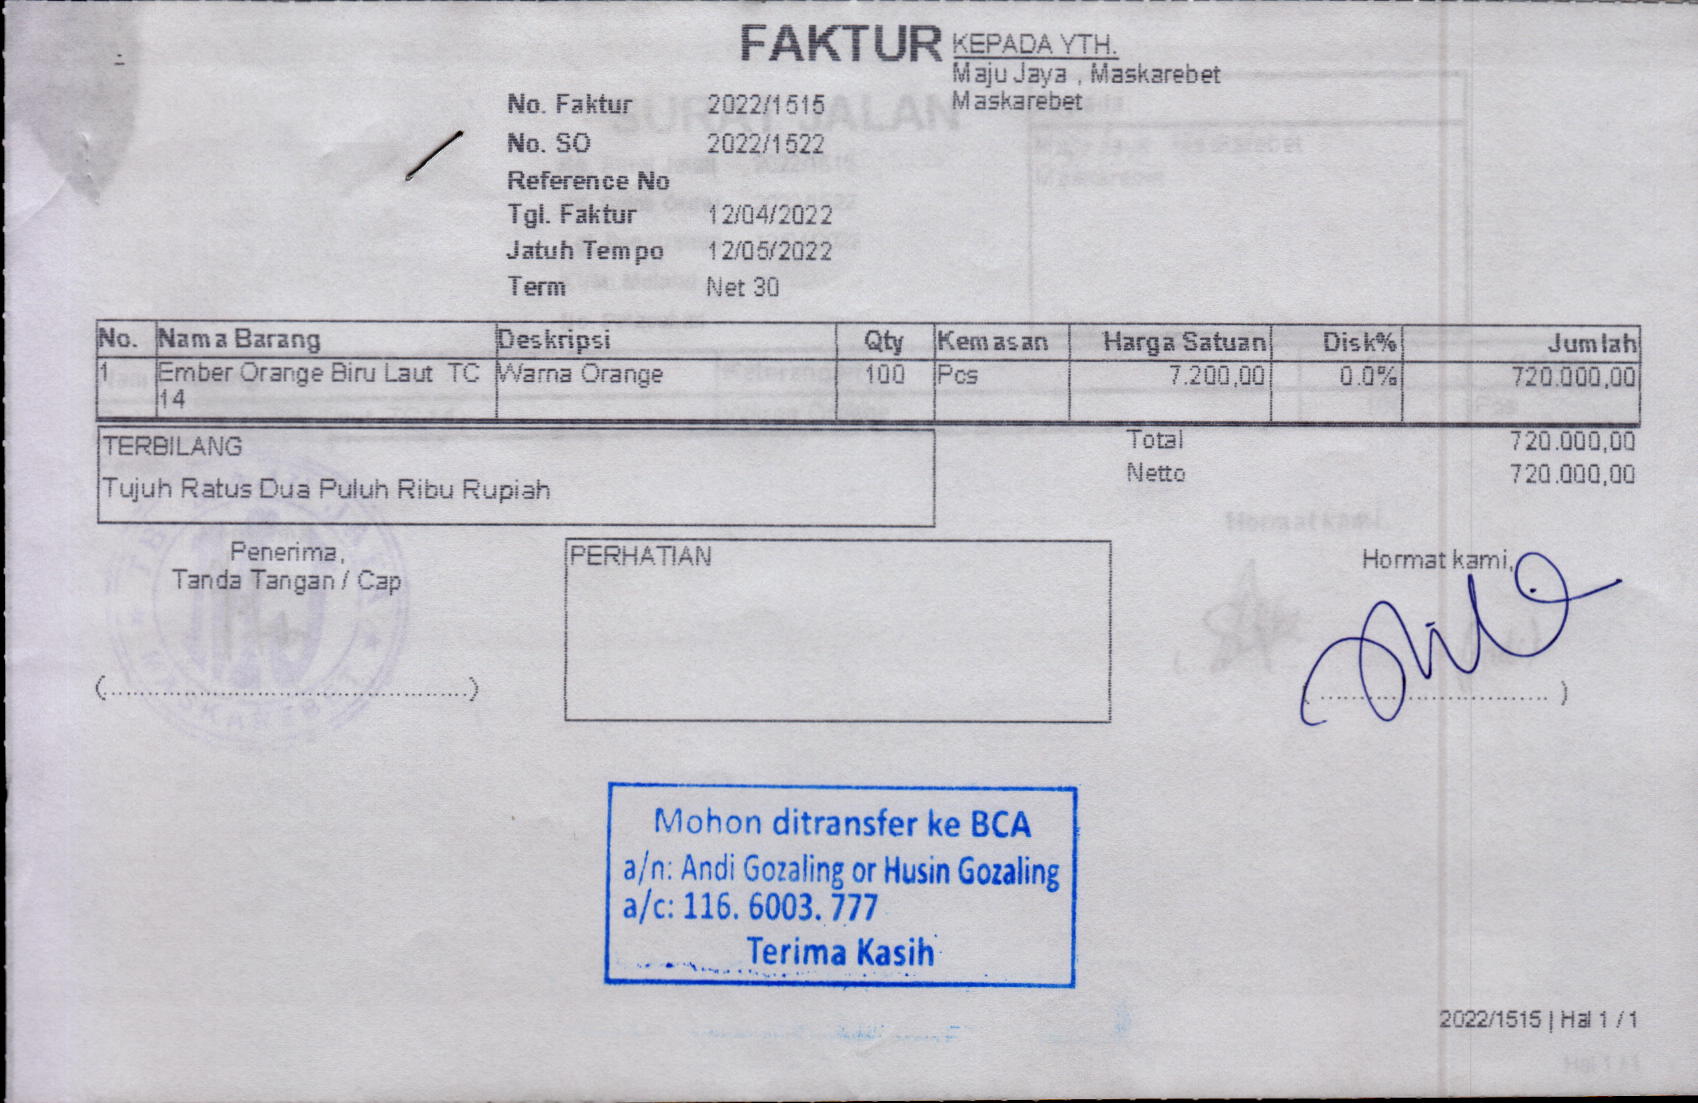 FAKTUR
KEPADA YTH.
Maju Jaya , Maskarebet
Maskarebet
No. Faktur 2022/1515
No. SO 2022/1522
Reference No
Tgl. Faktur 12/04/2022
Jatuh Tempo 12/05/2022
Term Net 30
No. Nama Barang Deskripsi Qty Kemasan Harga Satuan Disk% Jumlah
1 Ember Orange Biru Laut TC Warna Orange 100 Pcs 7.200,00 0.0% 720.000,00
14
TERBILANG
Tujuh Ratus Dua Puluh Ribu Rupiah
Total 720.000,00
Netto 720.000,00
Penerima,
Tanda Tangan / Cap
(.............................................)
PERHATIAN
Hormat kami,
Mohon ditransfer ke BCA
a/n: Andi Gozaling or Husin Gozaling
a/c: 116. 6003. 777
Terima Kasih
2022/1515 | Hal 1 / 1